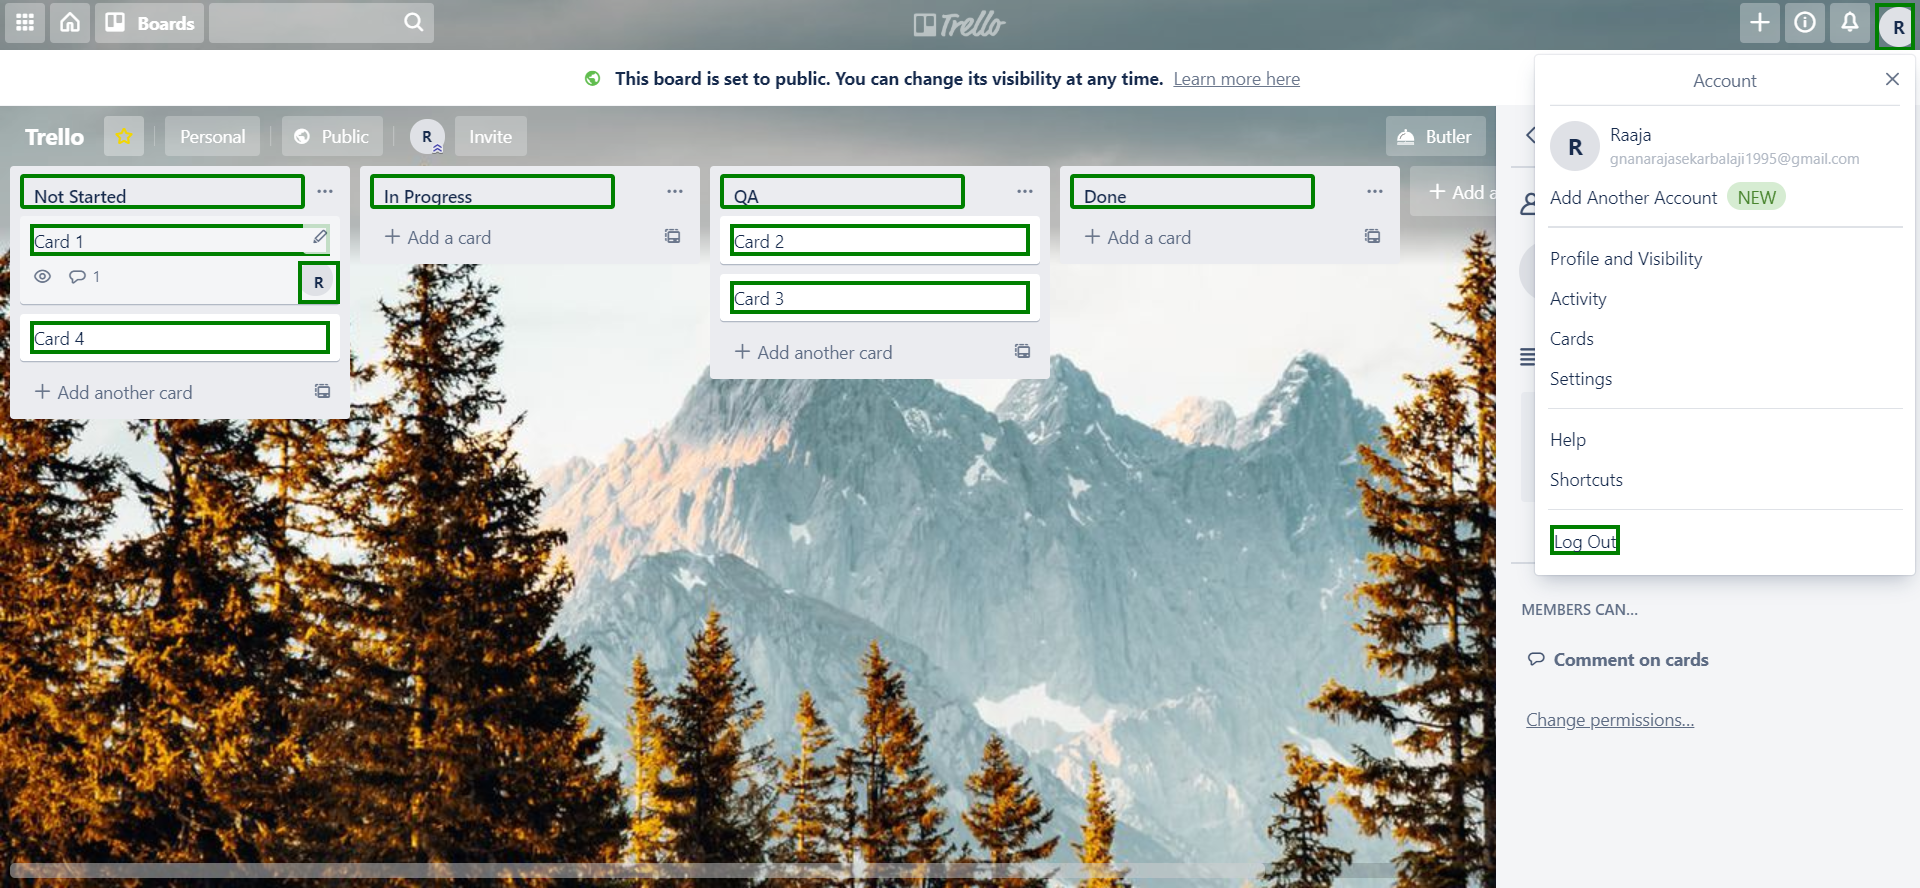 Boards
Trello
R
This board is set to public. You can change its visibility at any time. Learn more here
Account
Trello
Personal
Public
R
Invite
Butler
R
Raaja
gnanarajasekarbalaji1995@gmail.com
Add Another Account NEW
Not Started
Card 1
1
R
Card 4
Add another card
In Progress
Add a card
QA
Card 2
Card 3
Add another card
Done
Add a card
Add a
Profile and Visibility
Activity
Cards
Settings
Help
Shortcuts
Log Out
MEMBERS CAN...
Comment on cards
Change permissions...